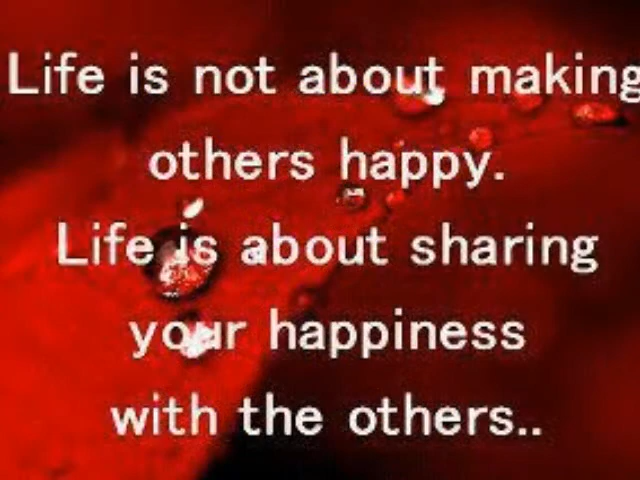 Life is not about making
others happy.
Life is about sharing
your happiness
with the others..